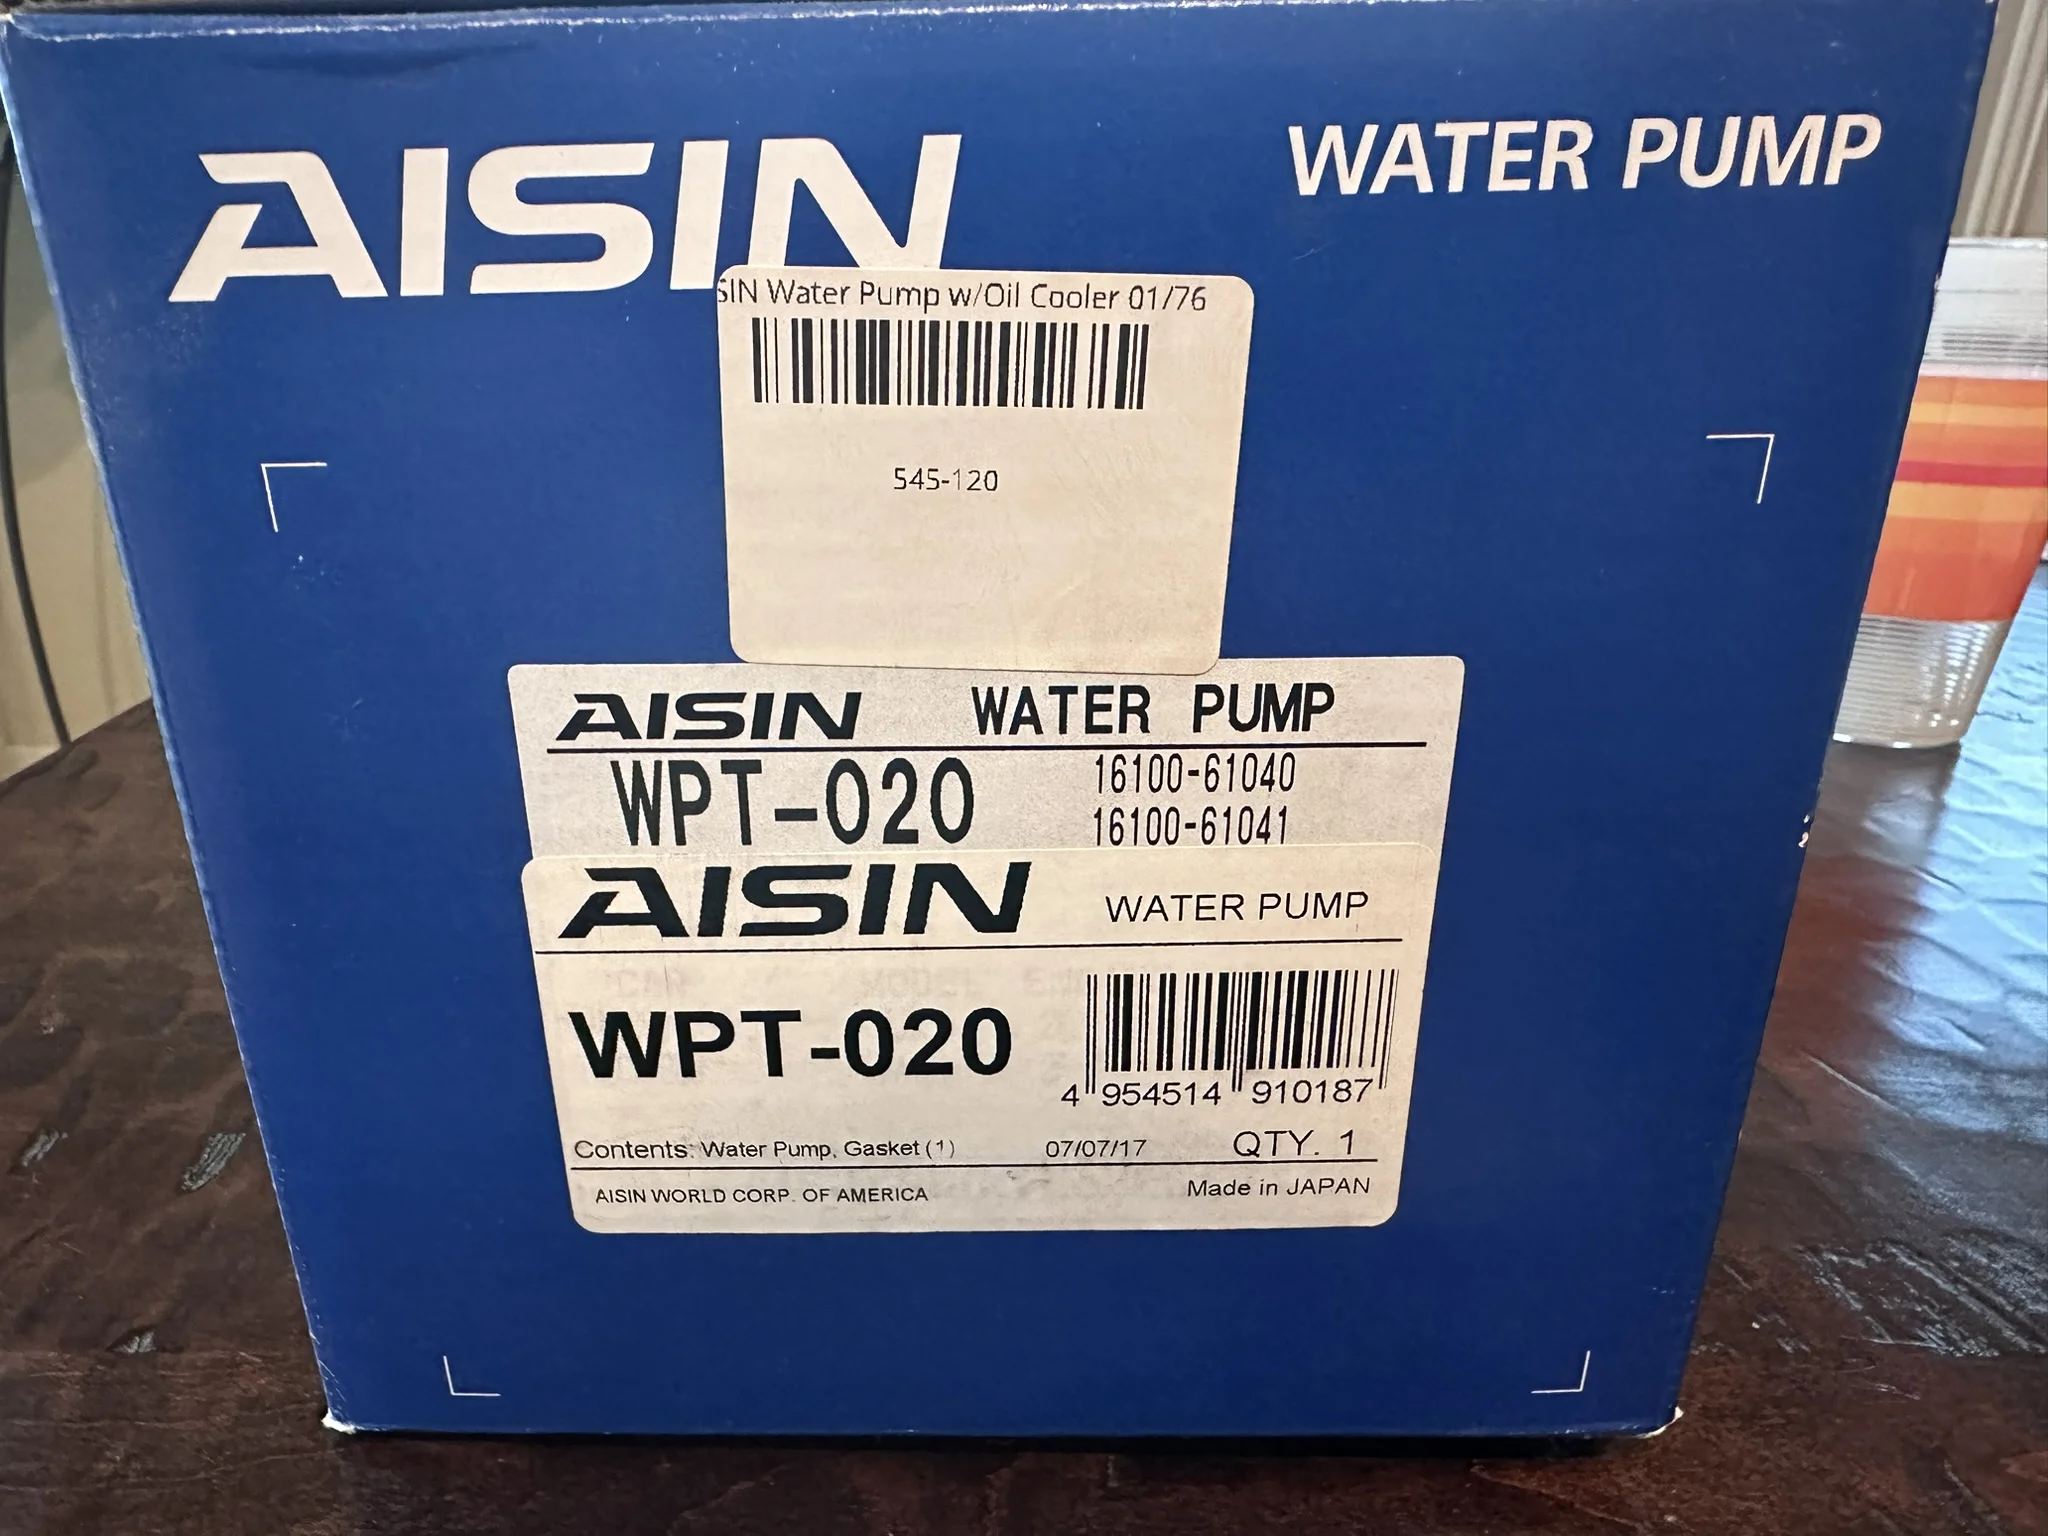 AISIN
WATER PUMP
SIN Water Pump w/Oil Cooler 01/76
545-120
AISIN WATER PUMP
WPT-020 16100-61040
16100-61041
AISIN WATER PUMP
CAR MODEL
WPT-020
4 954514 910187
Contents: Water Pump, Gasket (1) 07/07/17 QTY. 1
AISIN WORLD CORP. OF AMERICA Made in JAPAN